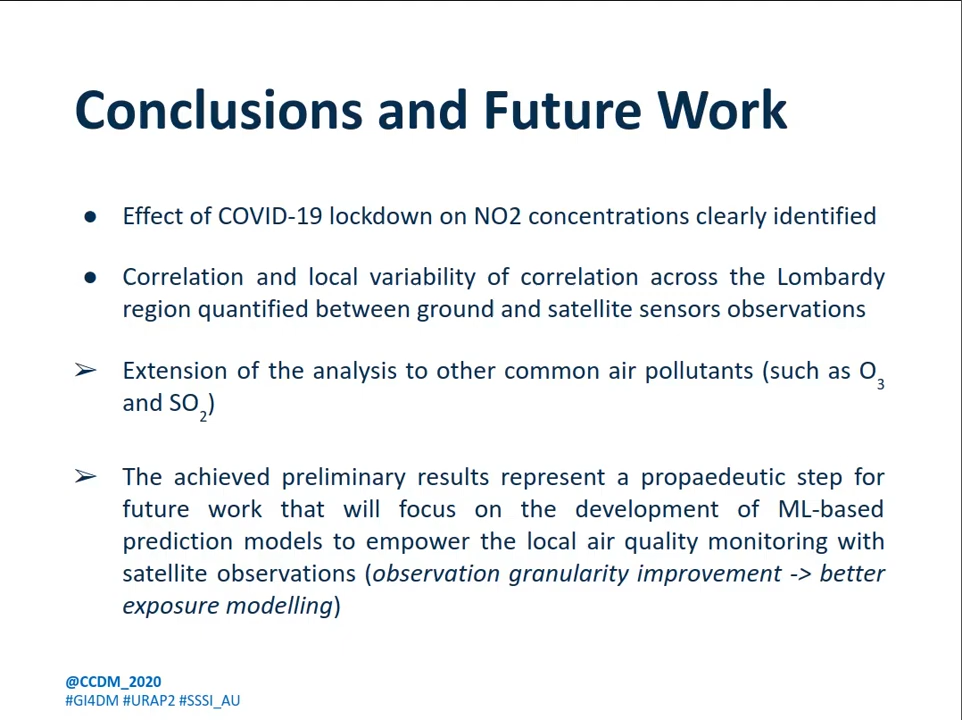 Conclusions and Future Work
● Effect of COVID-19 lockdown on NO2 concentrations clearly identified
● Correlation and local variability of correlation across the Lombardy
region quantified between ground and satellite sensors observations
➢ Extension of the analysis to other common air pollutants (such as O3
and SO2)
➢ The achieved preliminary results represent a propaedeutic step for
future work that will focus on the development of ML-based
prediction models to empower the local air quality monitoring with
satellite observations (observation granularity improvement -> better
exposure modelling)
@CCDM_2020
#GI4DM #URAP2 #SSSI_AU